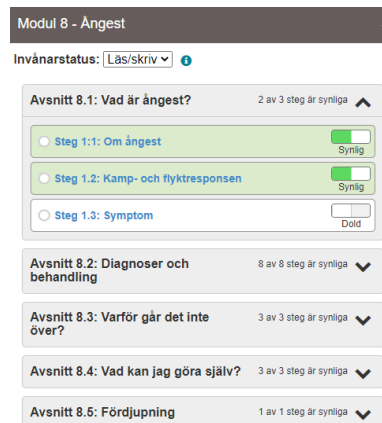 Modul 8 - Ångest
Invånarstatus: Läs/skriv
Avsnitt 8.1: Vad är ångest? 2 av 3 steg är synliga
Steg 1:1: Om ångest
Synlig
Steg 1.2: Kamp- och flyktresponsen
Synlig
Steg 1.3: Symptom
Dold
Avsnitt 8.2: Diagnoser och 8 av 8 steg är synliga
behandling
Avsnitt 8.3: Varför går det inte 3 av 3 steg är synliga
över?
Avsnitt 8.4: Vad kan jag göra själv? 3 av 3 steg är synliga
Avsnitt 8.5: Fördjupning 1 av 1 steg är synliga